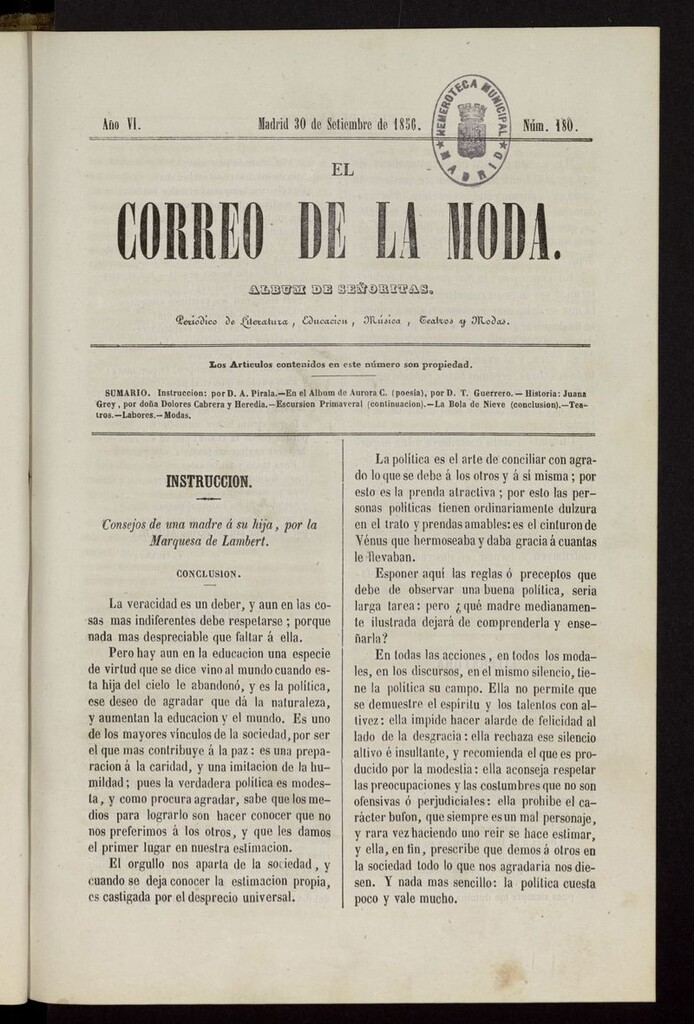 Año VI.
Madrid 30 de Setiembre de 1856.
Núm. 180.
HEMEROTECA MUNICIPAL
MADRID
EL
CORREO DE LA MODA.
ALBUM DE SEÑORITAS.
Periódico de Literatura, Educacion, Música, Teatros y Modas.
Los Artículos contenidos en este número son propiedad.
SUMARIO. Instruccion: por D. A. Pirala.—En el Album de Aurora C. (poesía), por D. T. Guerrero.—Historia: Juana
Grey, por doña Dolores Cabrera y Heredia.—Escursion Primaveral (continuacion).—La Bola de Nieve (conclusion).—Tea-
tros.—Labores.—Modas.
INSTRUCCION.
Consejos de una madre á su hija, por la
Marquesa de Lambert.
CONCLUSION.
La veracidad es un deber, y aun en las co-
sas mas indiferentes debe respetarse; porque
nada mas despreciable que faltar á ella.
Pero hay aun en la educacion una especie
de virtud que se dice vino al mundo cuando es-
ta hija del cielo le abandonó, y es la política,
ese deseo de agradar que dá la naturaleza,
y aumentan la educacion y el mundo. Es uno
de los mayores vínculos de la sociedad, por ser
el que mas contribuye á la paz: es una prepa-
racion á la caridad, y una imitacion de la hu-
mildad; pues la verdadera política es modes-
ta, y como procura agradar, sabe que los me-
dios para lograrlo son hacer conocer que no
nos preferimos á los otros, y que les damos
el primer lugar en nuestra estimacion.
El orgullo nos aparta de la sociedad, y
cuando se deja conocer la estimacion propia,
es castigada por el desprecio universal.
La política es el arte de conciliar con agra-
do lo que se debe á los otros y á sí misma; por
esto es la prenda atractiva; por esto las per-
sonas políticas tienen ordinariamente dulzura
en el trato y prendas amables: es el cinturon de
Vénus que hermoseaba y daba gracia á cuantas
le llevaban.
Esponer aquí las reglas ó preceptos que
debe de observar una buena política, seria
larga tarea: pero ¿qué madre medianamen-
te ilustrada dejará de comprenderla y ense-
ñarla?
En todas las acciones, en todos los moda-
les, en los discursos, en el mismo silencio, tie-
ne la política su campo. Ella no permite que
se demuestre el espíritu y los talentos con al-
tivez: ella impide hacer alarde de felicidad al
lado de la desgracia: ella rechaza ese silencio
altivo é insultante, y recomienda el que es pro-
ducido por la modestia: ella aconseja respetar
las preocupaciones y las costumbres que no son
ofensivas ó perjudiciales: ella prohibe el ca-
rácter bufon, que siempre es un mal personaje,
y rara vez haciendo uno reir se hace estimar,
y ella, en fin, prescribe que demos á otros en
la sociedad todo lo que nos agradaria nos die-
sen. Y nada mas sencillo: la política cuesta
poco y vale mucho.